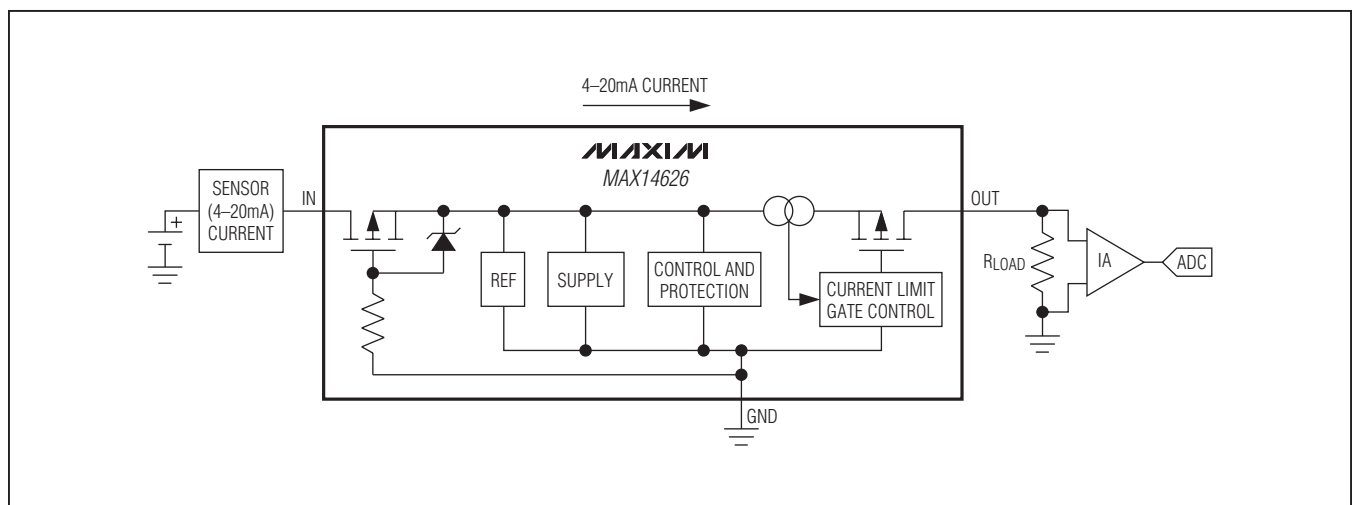 4–20mA CURRENT
MAXIM
MAX14626
SENSOR
(4–20mA)
CURRENT
+
IN
OUT
REF
SUPPLY
CONTROL AND
PROTECTION
CURRENT LIMIT
GATE CONTROL
RLOAD
IA
ADC
GND